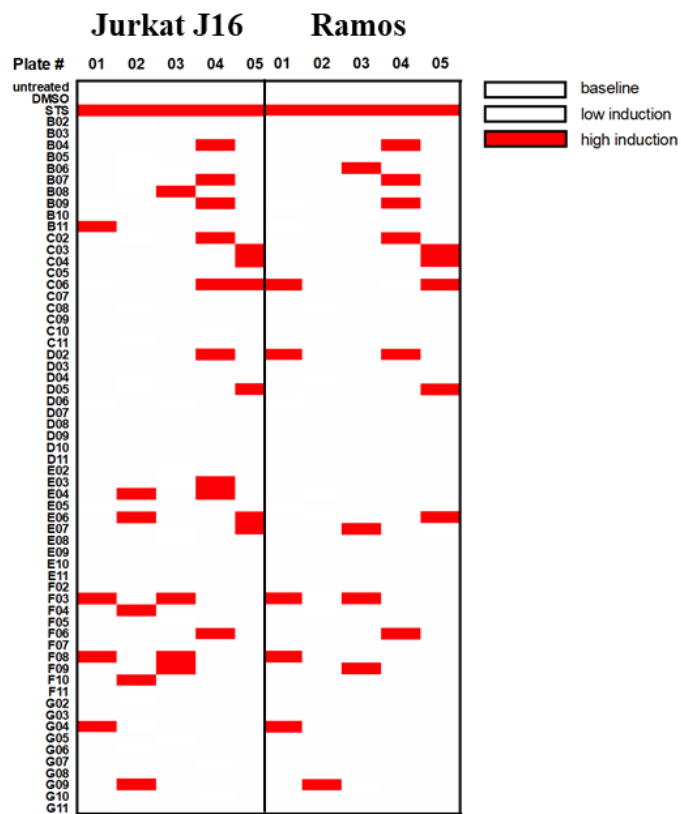 Jurkat J16 Ramos
Plate # 01 02 03 04 05 01 02 03 04 05
untreated
DMSO
STS
B02
B03
B04
B05
B06
B07
B08
B09
B10
B11
C02
C03
C04
C05
C06
C07
C08
C09
C10
C11
D02
D03
D04
D05
D06
D07
D08
D09
D10
D11
E02
E03
E04
E05
E06
E07
E08
E09
E10
E11
F02
F03
F04
F05
F06
F07
F08
F09
F10
F11
G02
G03
G04
G05
G06
G07
G08
G09
G10
G11
baseline
low induction
high induction